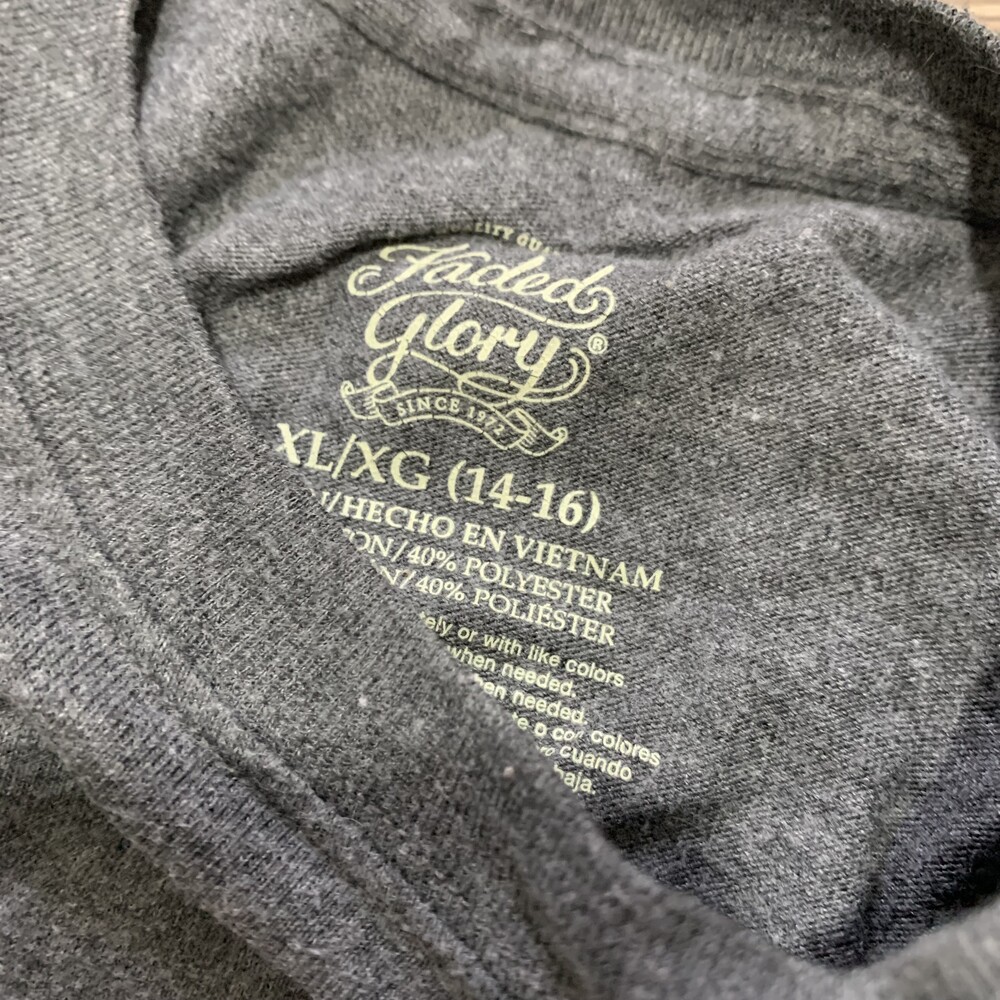 Faded
Glory ®
SINCE 1972
XL/XG (14-16)
/HECHO EN VIETNAM
/40% POLYESTER
/40% POLIÉSTER
or with like colors
when needed.
needed.
colores
cuando